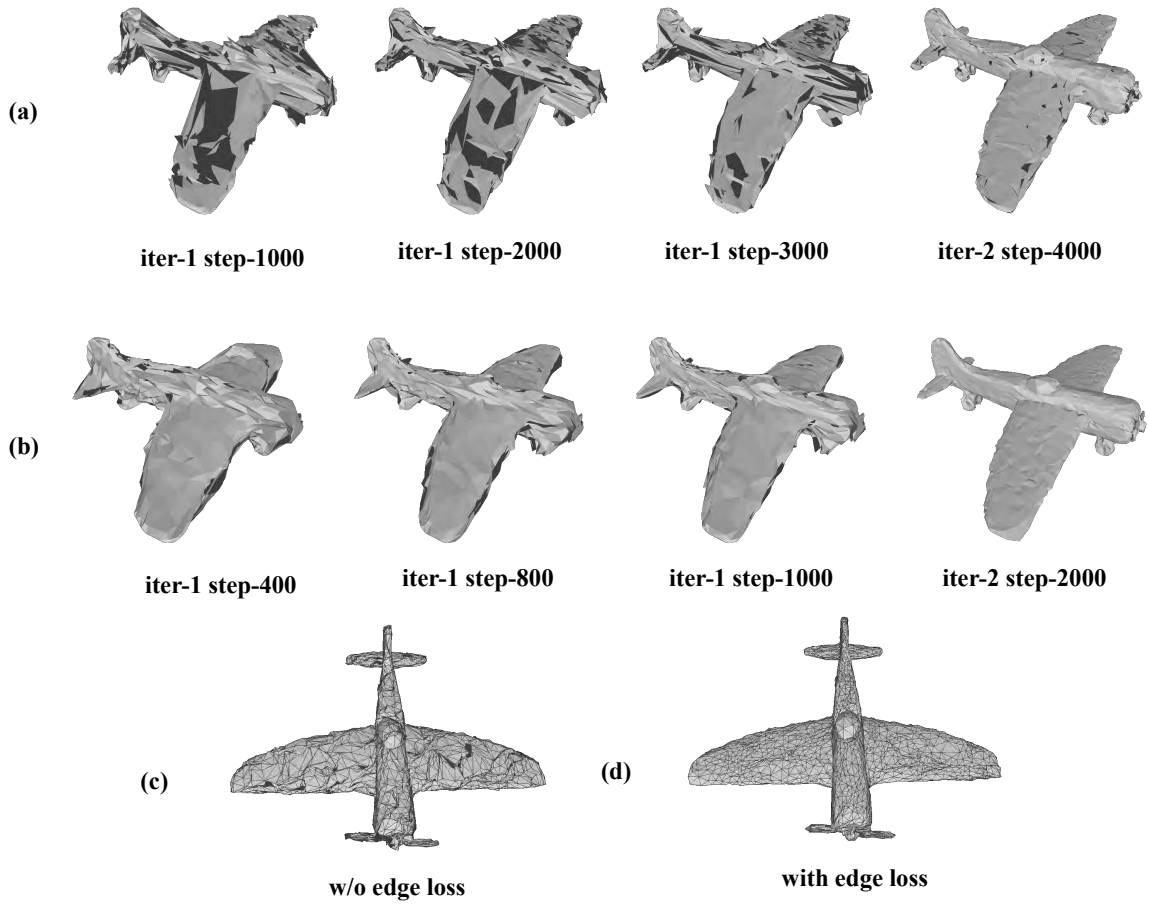 (a)
iter-1 step-1000
iter-1 step-2000
iter-1 step-3000
iter-2 step-4000
(b)
iter-1 step-400
iter-1 step-800
iter-1 step-1000
iter-2 step-2000
(c)
(d)
w/o edge loss
with edge loss